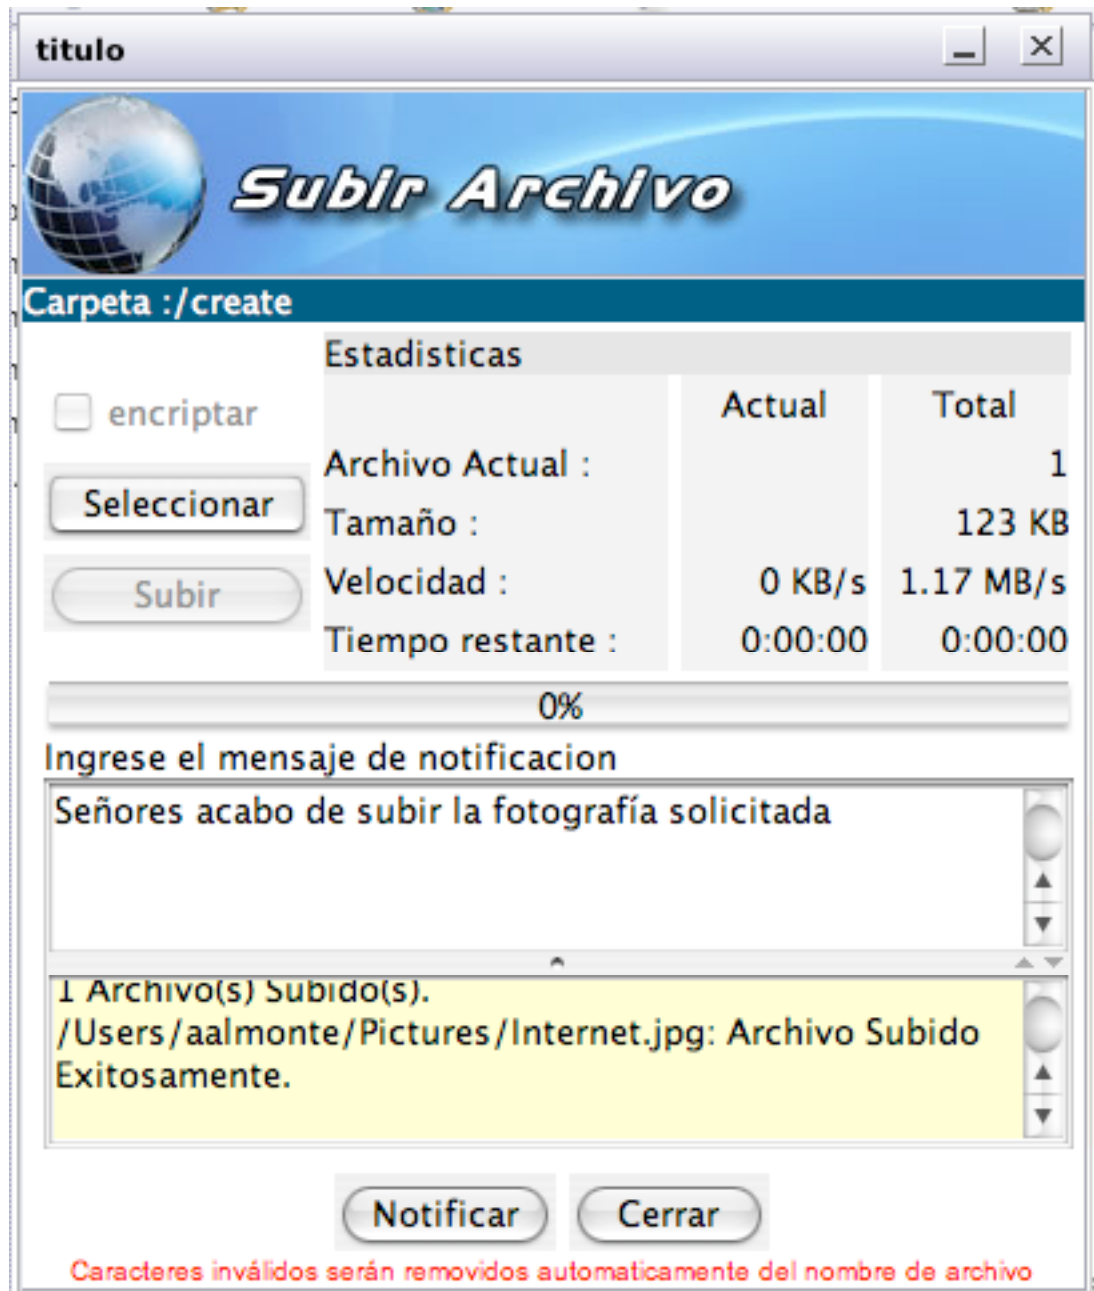 titulo
Subir Archivo
Carpeta :/create
Estadisticas
encriptar
Actual Total
Archivo Actual : 1
Seleccionar
Tamaño : 123 KB
Subir
Velocidad : 0 KB/s 1.17 MB/s
Tiempo restante : 0:00:00 0:00:00
0%
Ingrese el mensaje de notificacion
Señores acabo de subir la fotografía solicitada
1 Archivo(s) Subido(s).
/Users/aalmonte/Pictures/Internet.jpg: Archivo Subido
Exitosamente.
Notificar Cerrar
Caracteres inválidos serán removidos automaticamente del nombre de archivo